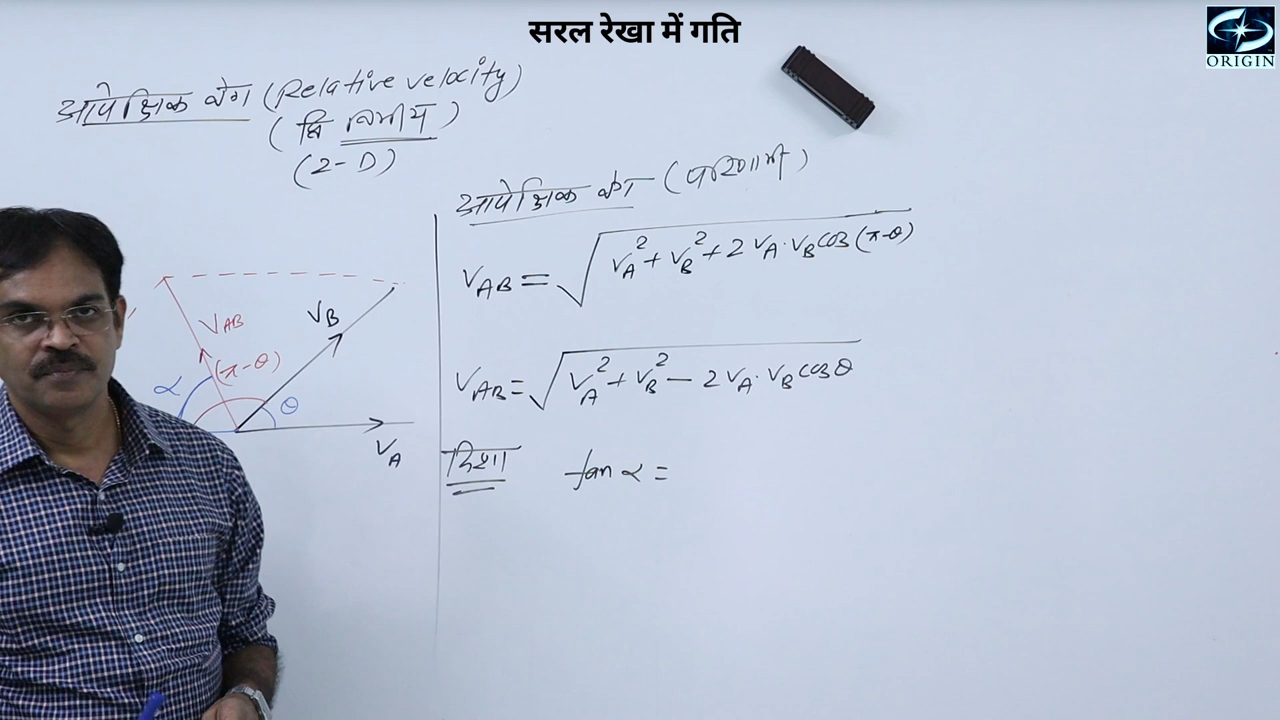 सरल रेखा में गति
ORIGIN
आपेक्षिक वेग (Relative velocity)
(द्वि विमीय)
(2-D)
आपेक्षिक वेग (परिणामी)
V_AB = √(V_A² + V_B² + 2 V_A · V_B cos (π-θ))
V_AB = √(V_A² + V_B² - 2 V_A · V_B cos θ)
दिशा tan α =
V_AB
V_B
α
(π-θ)
θ
V_A